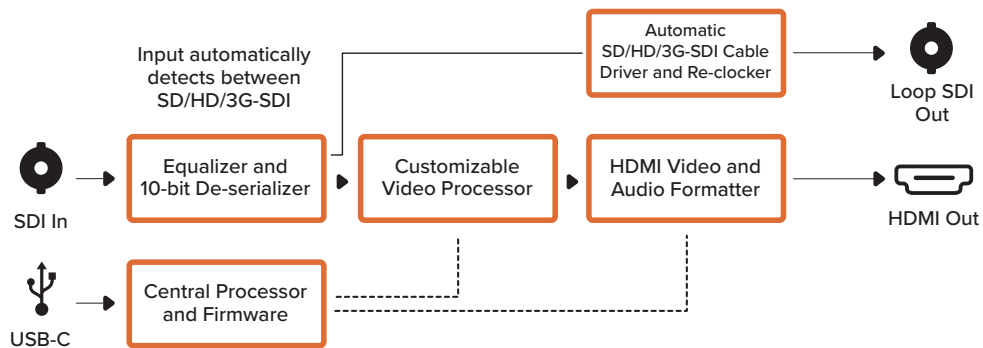 Input automatically
detects between
SD/HD/3G-SDI
Automatic
SD/HD/3G-SDI Cable
Driver and Re-clocker
Loop SDI
Out
SDI In
Equalizer and
10-bit De-serializer
Customizable
Video Processor
HDMI Video and
Audio Formatter
HDMI Out
USB-C
Central Processor
and Firmware